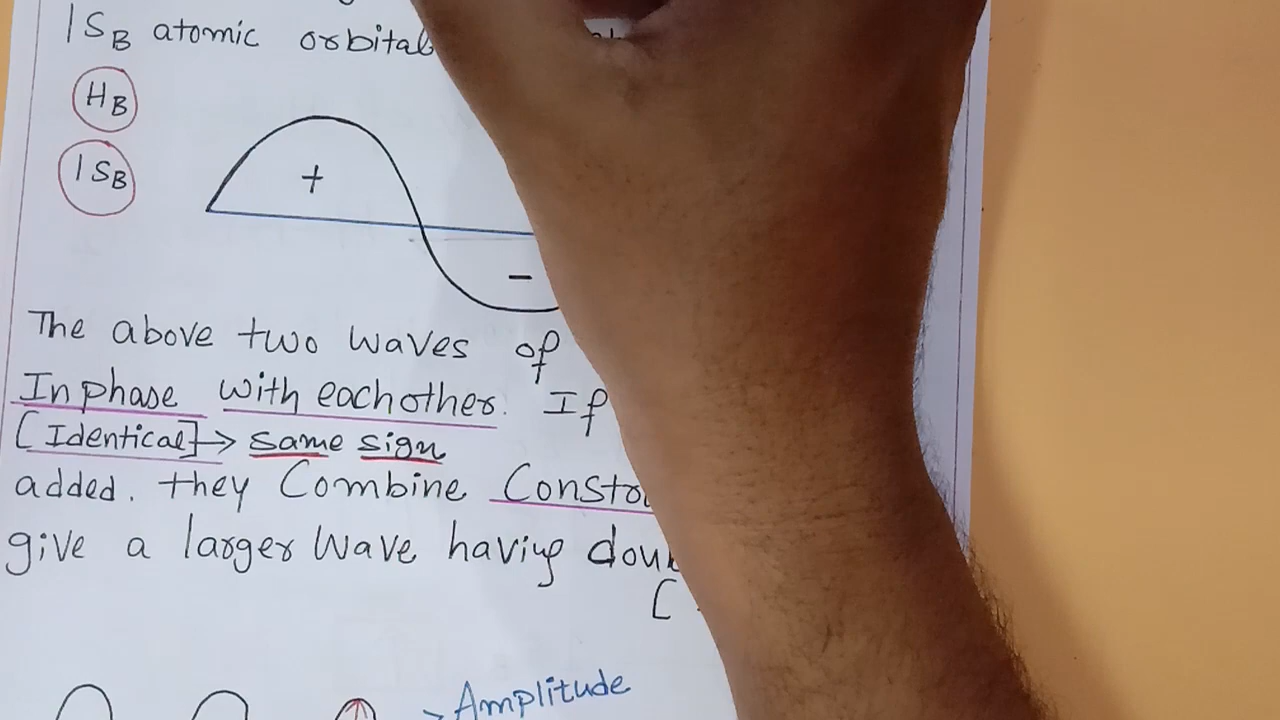 1SB atomic orbital
HB
+
1SB
-
The above two waves of
Inphase with eachother. If
[Identical]→ same sign
added. they Combine
give a larger wave having
[
Amplitude